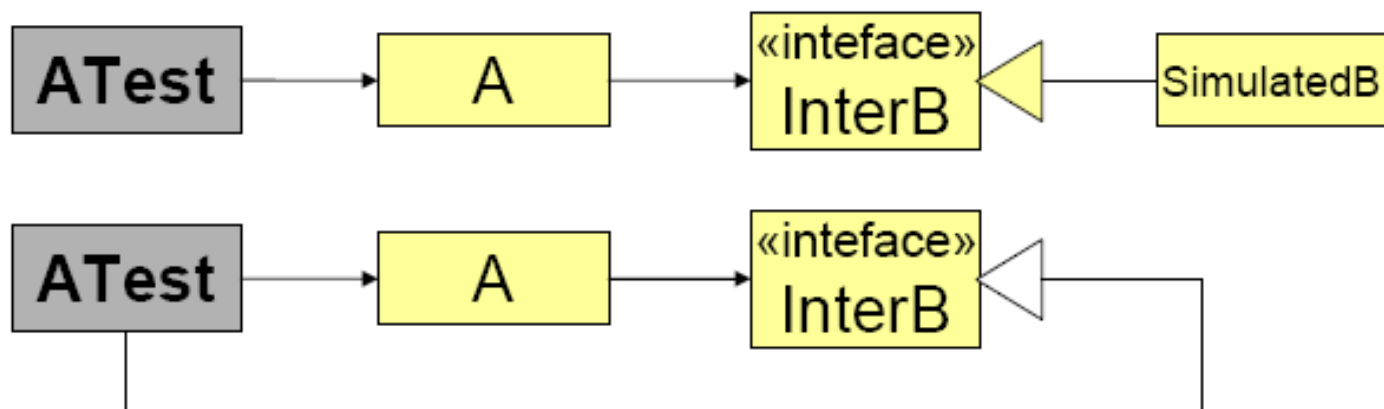 ATest
A
«inteface»
InterB
SimulatedB
ATest
A
«inteface»
InterB